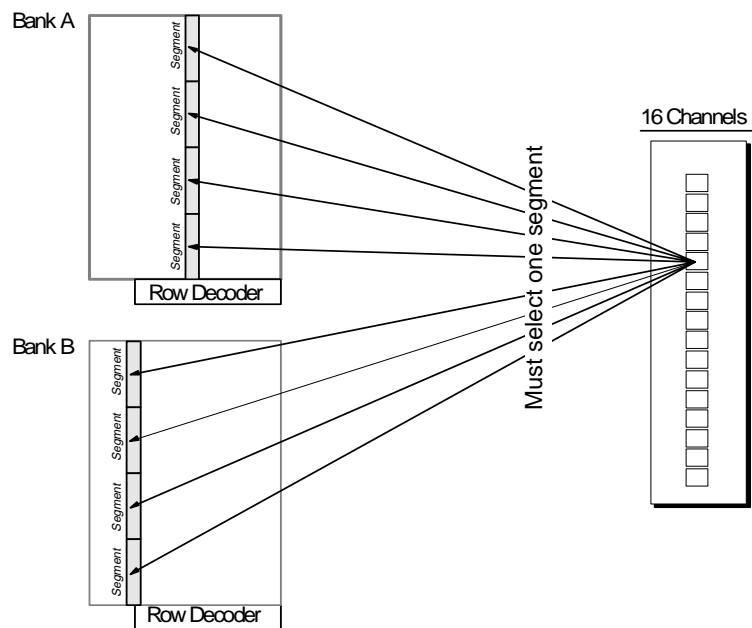 Bank A
Segment
Segment
Segment
Segment
Row Decoder
16 Channels
Must select one segment
Bank B
Segment
Segment
Segment
Segment
Row Decoder